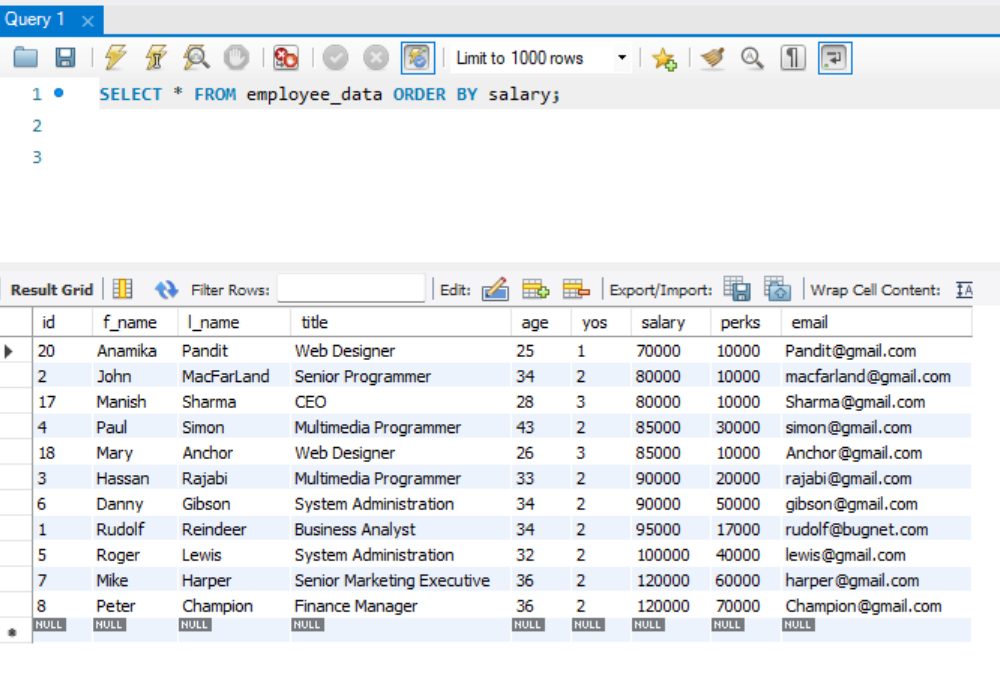 Query 1
Limit to 1000 rows
1 SELECT * FROM employee_data ORDER BY salary;
2
3
Result Grid Filter Rows: Edit: Export/Import: Wrap Cell Content: IA
id f_name l_name title age yos salary perks email
20 Anamika Pandit Web Designer 25 1 70000 10000 Pandit@gmail.com
2 John MacFarLand Senior Programmer 34 2 80000 10000 macfarland@gmail.com
17 Manish Sharma CEO 28 3 80000 10000 Sharma@gmail.com
4 Paul Simon Multimedia Programmer 43 2 85000 30000 simon@gmail.com
18 Mary Anchor Web Designer 26 3 85000 10000 Anchor@gmail.com
3 Hassan Rajabi Multimedia Programmer 33 2 90000 20000 rajabi@gmail.com
6 Danny Gibson System Administration 34 2 90000 50000 gibson@gmail.com
1 Rudolf Reindeer Business Analyst 34 2 95000 17000 rudolf@bugnet.com
5 Roger Lewis System Administration 32 2 100000 40000 lewis@gmail.com
7 Mike Harper Senior Marketing Executive 36 2 120000 60000 harper@gmail.com
8 Peter Champion Finance Manager 36 2 120000 70000 Champion@gmail.com
NULL NULL NULL NULL NULL NULL NULL NULL NULL